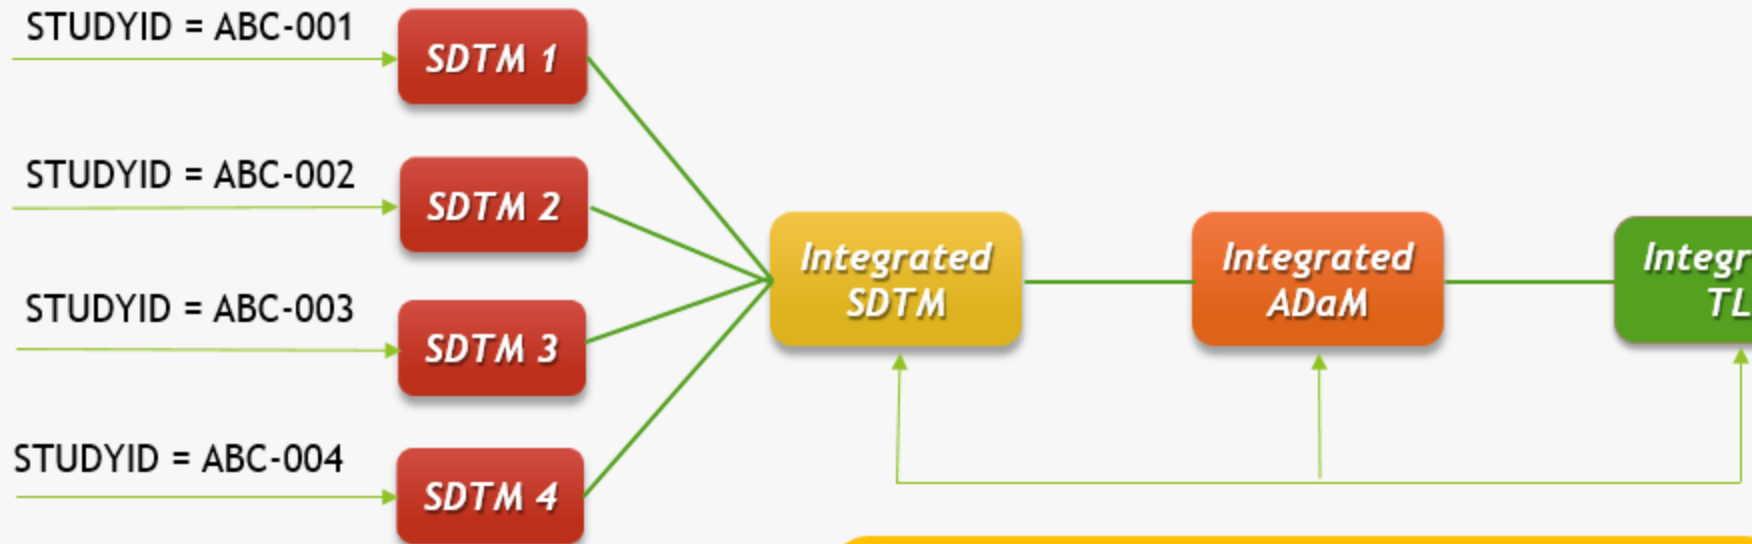 STUDYID = ABC-001
SDTM 1
STUDYID = ABC-002
SDTM 2
STUDYID = ABC-003
SDTM 3
STUDYID = ABC-004
SDTM 4
Integrated
SDTM
Integrated
ADaM